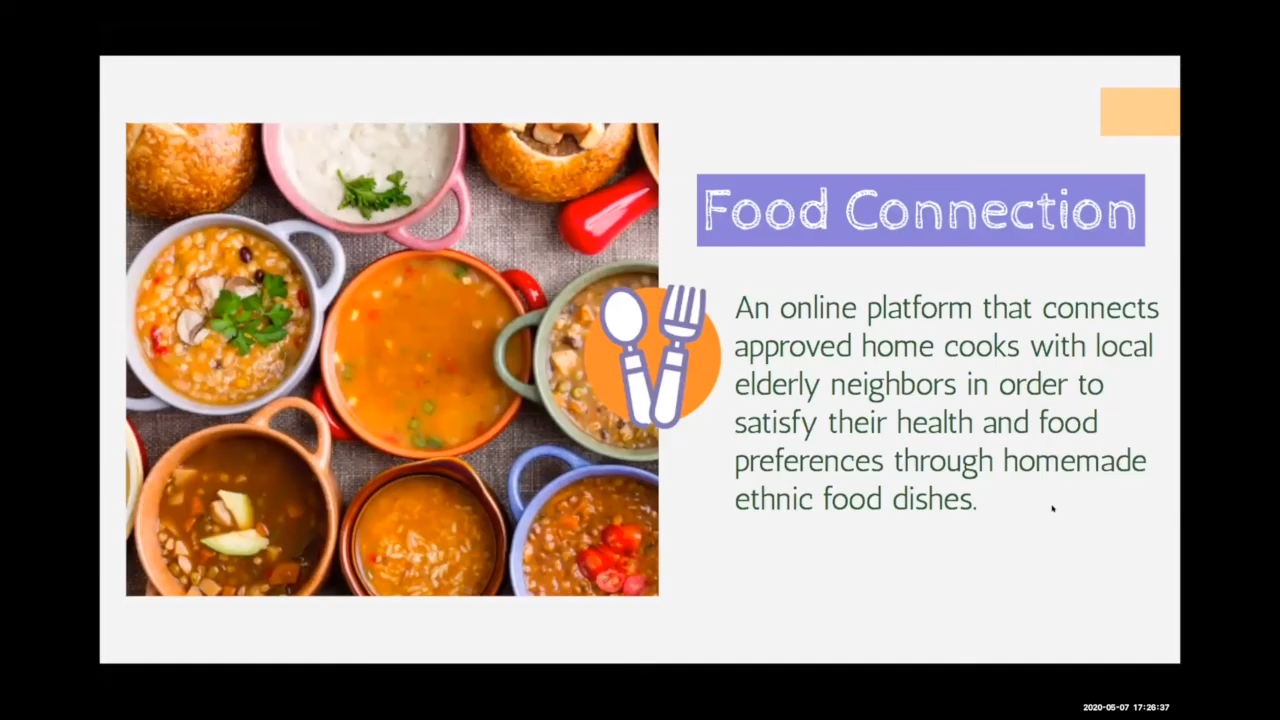 Food Connection
An online platform that connects
approved home cooks with local
elderly neighbors in order to
satisfy their health and food
preferences through homemade
ethnic food dishes.
2020-05-07 17:26:37